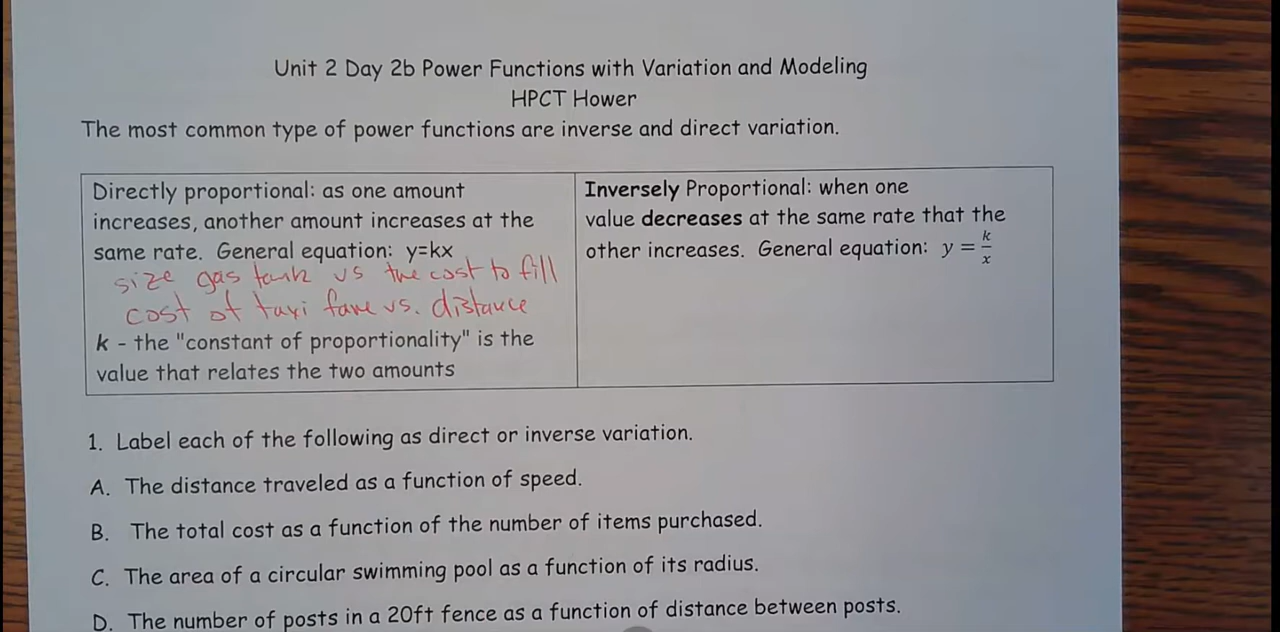 Unit 2 Day 2b Power Functions with Variation and Modeling
HPCT Hower
The most common type of power functions are inverse and direct variation.
Directly proportional: as one amount
increases, another amount increases at the
same rate. General equation: y=kx
size gas tank vs the cost to fill
cost of taxi fare vs. distance
k - the "constant of proportionality" is the
value that relates the two amounts
Inversely Proportional: when one
value decreases at the same rate that the
other increases. General equation: y = k/x
1. Label each of the following as direct or inverse variation.
A. The distance traveled as a function of speed.
B. The total cost as a function of the number of items purchased.
C. The area of a circular swimming pool as a function of its radius.
D. The number of posts in a 20ft fence as a function of distance between posts.